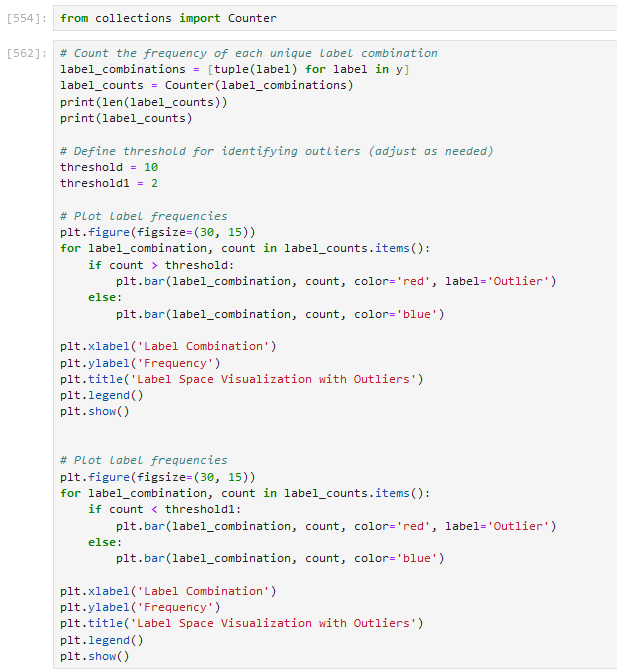 [554]: from collections import Counter
[562]: # Count the frequency of each unique label combination
label_combinations = [tuple(label) for label in y]
label_counts = Counter(label_combinations)
print(len(label_counts))
print(label_counts)

# Define threshold for identifying outliers (adjust as needed)
threshold = 10
threshold1 = 2

# Plot label frequencies
plt.figure(figsize=(30, 15))
for label_combination, count in label_counts.items():
    if count > threshold:
        plt.bar(label_combination, count, color='red', label='Outlier')
    else:
        plt.bar(label_combination, count, color='blue')

plt.xlabel('Label Combination')
plt.ylabel('Frequency')
plt.title('Label Space Visualization with Outliers')
plt.legend()
plt.show()


# Plot label frequencies
plt.figure(figsize=(30, 15))
for label_combination, count in label_counts.items():
    if count < threshold1:
        plt.bar(label_combination, count, color='red', label='Outlier')
    else:
        plt.bar(label_combination, count, color='blue')

plt.xlabel('Label Combination')
plt.ylabel('Frequency')
plt.title('Label Space Visualization with Outliers')
plt.legend()
plt.show()